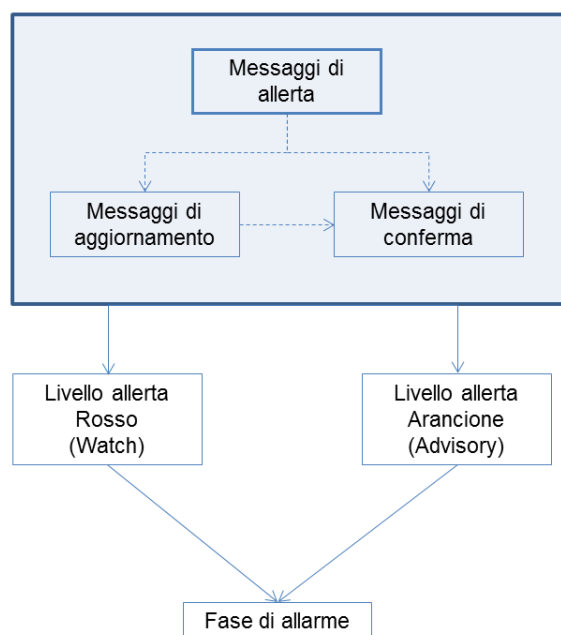 Messaggi di
allerta
Messaggi di
aggiornamento
Messaggi di
conferma
Livello allerta
Rosso
(Watch)
Livello allerta
Arancione
(Advisory)
Fase di allarme